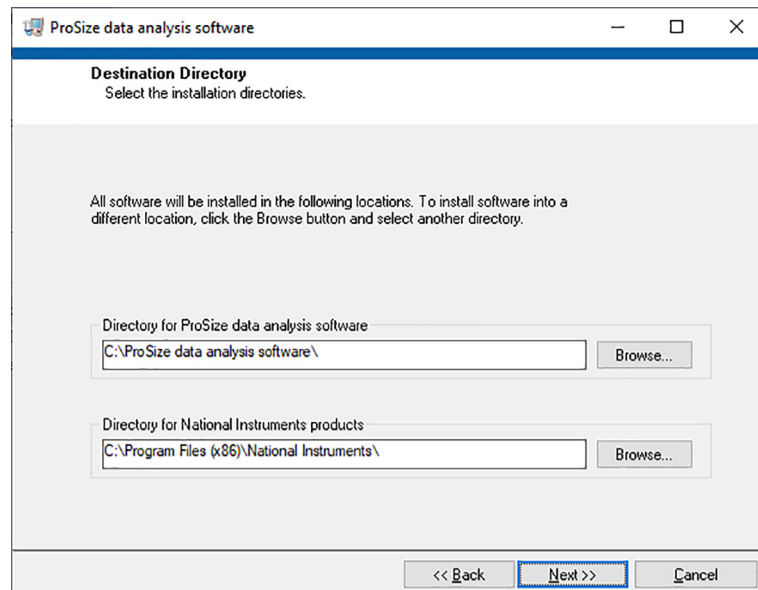 ProSize data analysis software
Destination Directory
Select the installation directories.
All software will be installed in the following locations. To install software into a
different location, click the Browse button and select another directory.
Directory for ProSize data analysis software
C:\ProSize data analysis software\
Browse...
Directory for National Instruments products
C:\Program Files (x86)\National Instruments\
Browse...
<< Back
Next >>
Cancel